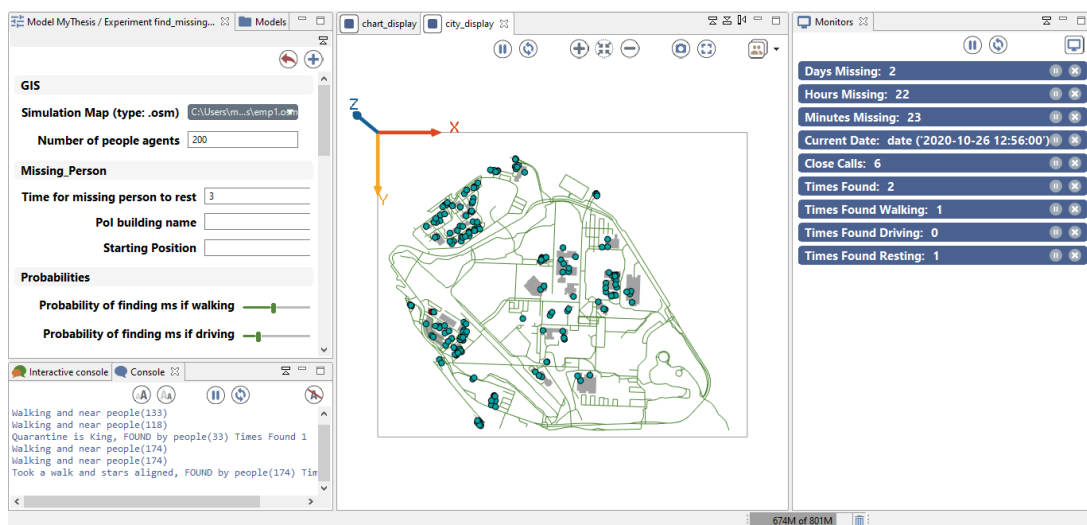 Model MyThesis / Experiment find_missing...
Models
GIS
Simulation Map (type: .osm) C:\Users\m...s\emp1.osm
Number of people agents 200
Missing_Person
Time for missing person to rest 3
PoI building name
Starting Position
Probabilities
Probability of finding ms if walking
Probability of finding ms if driving
Interactive console
Console
AA
AA
A
Walking and near people(133)
Walking and near people(118)
Quarantine is King, FOUND by people(33) Times Found 1
Walking and near people(174)
Walking and near people(174)
Took a walk and stars aligned, FOUND by people(174) Tim
chart_display
city_display
Z
X
Y
Monitors
Days Missing: 2
Hours Missing: 22
Minutes Missing: 23
Current Date: date ('2020-10-26 12:56:00')
Close Calls: 6
Times Found: 2
Times Found Walking: 1
Times Found Driving: 0
Times Found Resting: 1
674M of 801M